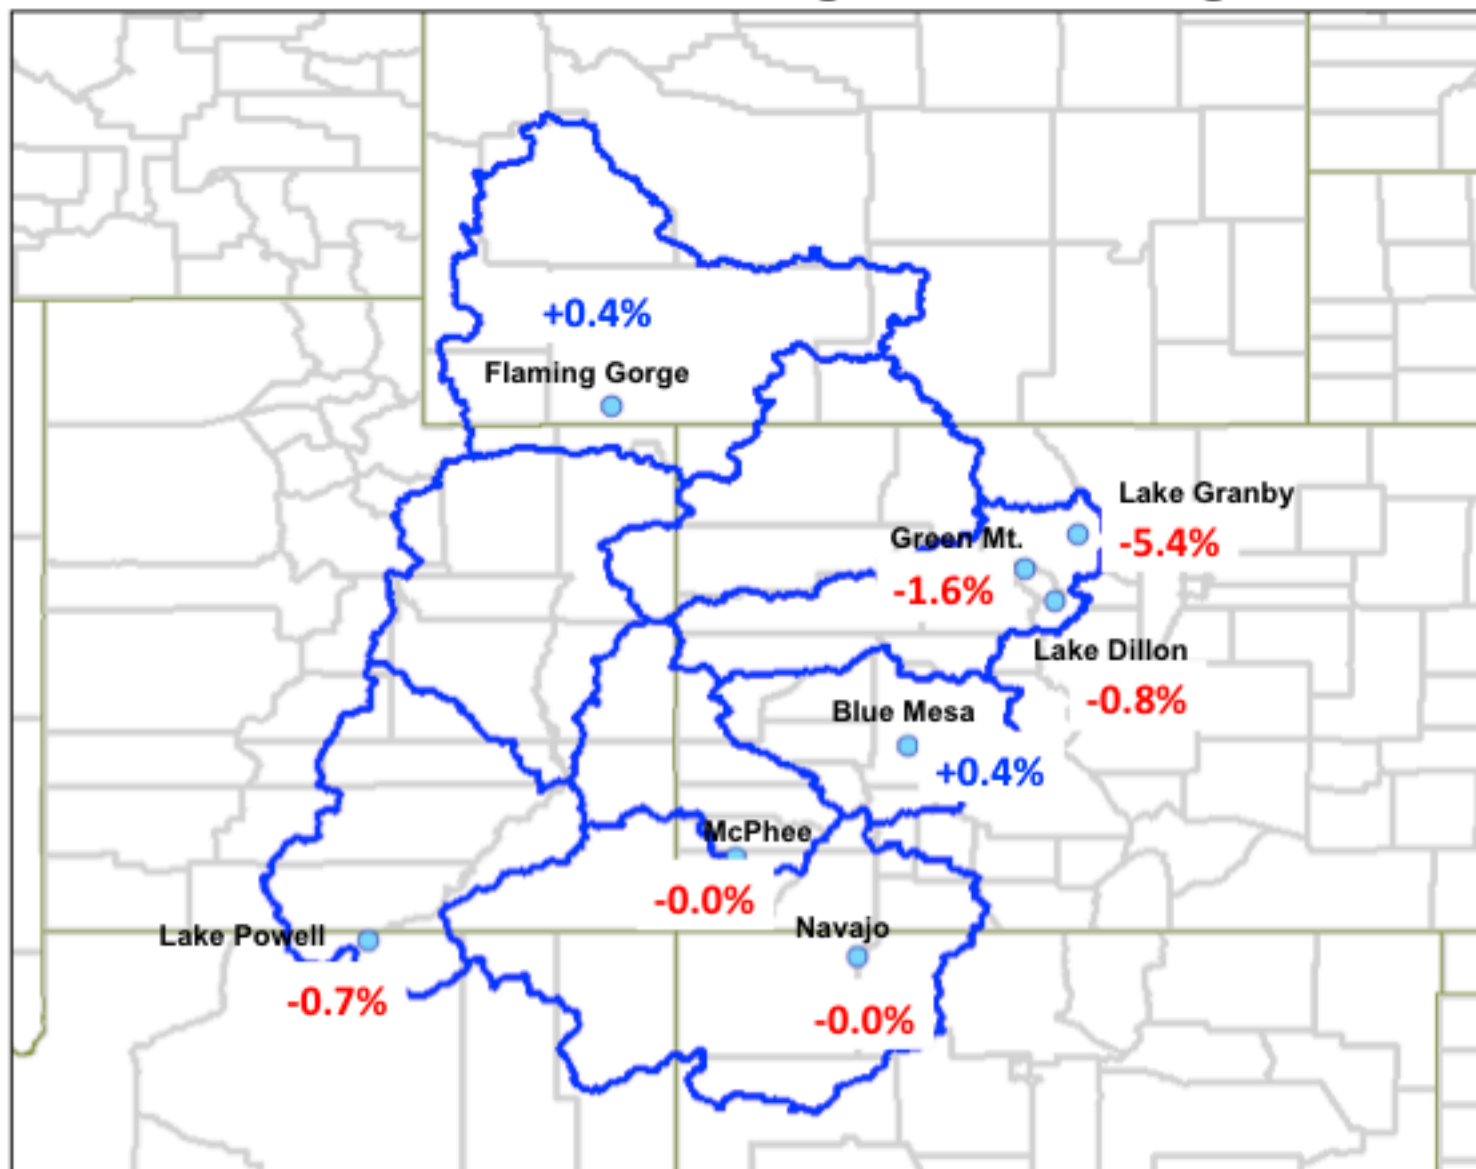 +0.4%
Flaming Gorge
Lake Granby
-5.4%
Green Mt.
-1.6%
Lake Dillon
-0.8%
Blue Mesa
+0.4%
McPhee
-0.0%
Navajo
-0.0%
Lake Powell
-0.7%